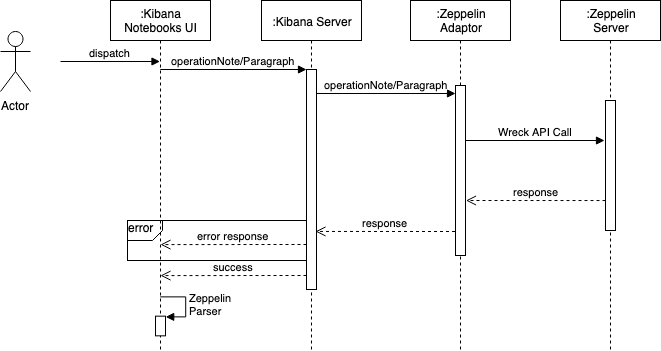 :Kibana
Notebooks UI
:Kibana Server
:Zeppelin
Adaptor
:Zeppelin
Server
Actor
dispatch
operationNote/Paragraph
operationNote/Paragraph
Wreck API Call
response
response
error
error response
success
Zeppelin
Parser